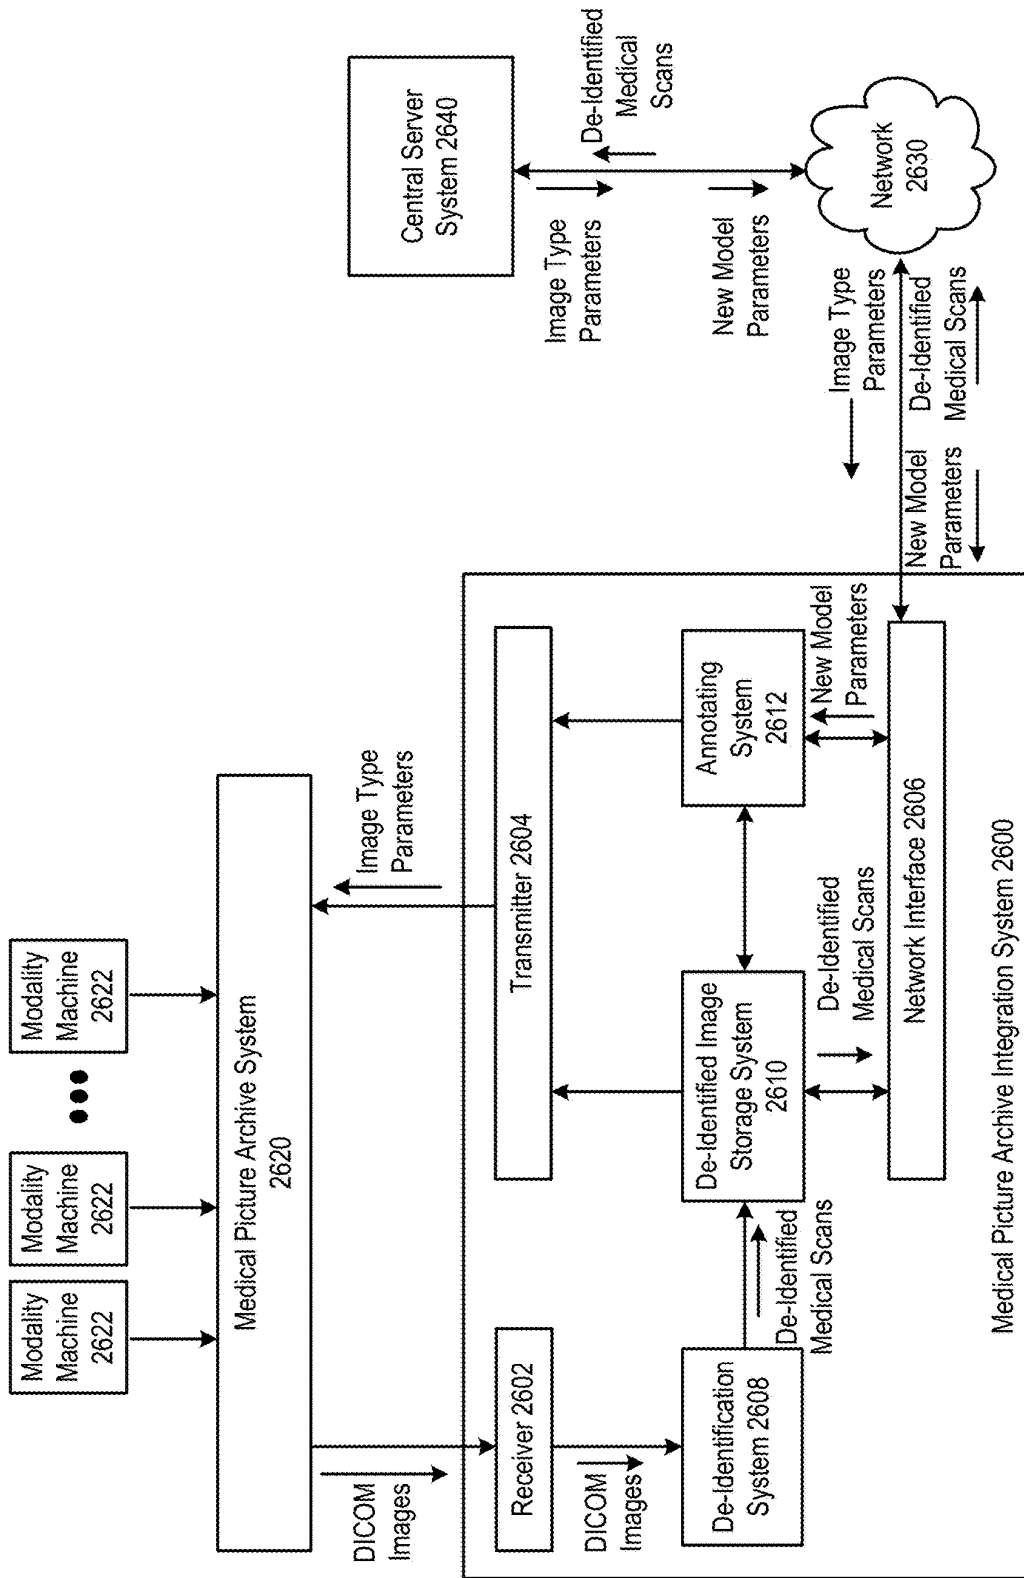 Modality
Machine
2622
Modality
Machine
2622
Modality
Machine
2622
Medical Picture Archive System
2620
DICOM
Images
Image Type
Parameters
Receiver 2602
Transmitter 2604
DICOM
Images
De-Identification
System 2608
De-Identified
Medical Scans
De-Identified Image
Storage System
2610
Annotating
System
2612
De-Identified
Medical Scans
New Model
Parameters
Network Interface 2606
Medical Picture Archive Integration System 2600
Central Server
System 2640
De-Identified
Medical
Scans
Image Type
Parameters
New Model
Parameters
Network
2630
Image Type
Parameters
New Model
Parameters
De-Identified
Medical Scans